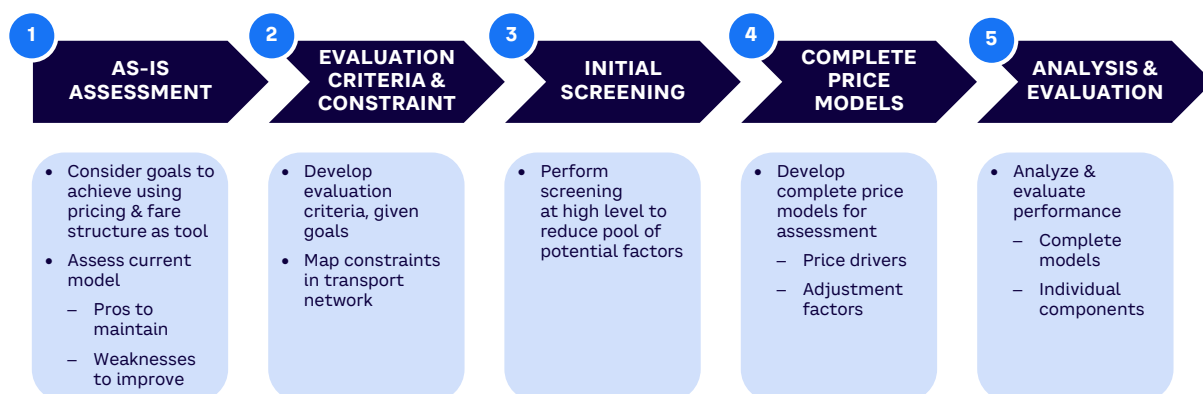 1
AS-IS
ASSESSMENT
• Consider goals to
achieve using
pricing & fare
structure as tool
• Assess current
model
– Pros to
maintain
– Weaknesses
to improve
2
EVALUATION
CRITERIA &
CONSTRAINT
• Develop
evaluation
criteria, given
goals
• Map constraints
in transport
network
3
INITIAL
SCREENING
• Perform
screening
at high level to
reduce pool of
potential factors
4
COMPLETE
PRICE
MODELS
• Develop
complete price
models for
assessment
– Price drivers
– Adjustment
factors
5
ANALYSIS &
EVALUATION
• Analyze &
evaluate
performance
– Complete
models
– Individual
components